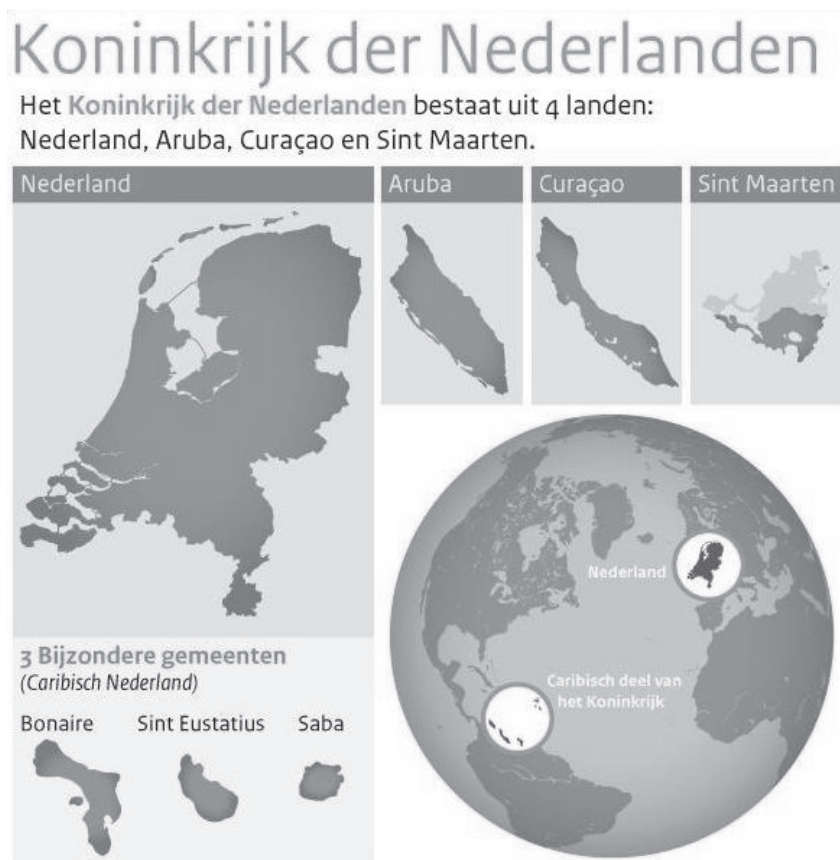 Koninkrijk der Nederlanden
Het Koninkrijk der Nederlanden bestaat uit 4 landen:
Nederland, Aruba, Curaçao en Sint Maarten.
Nederland
Aruba
Curaçao
Sint Maarten
Nederland
Caribisch deel van
het Koninkrijk
3 Bijzondere gemeenten
(Caribisch Nederland)
Bonaire
Sint Eustatius
Saba